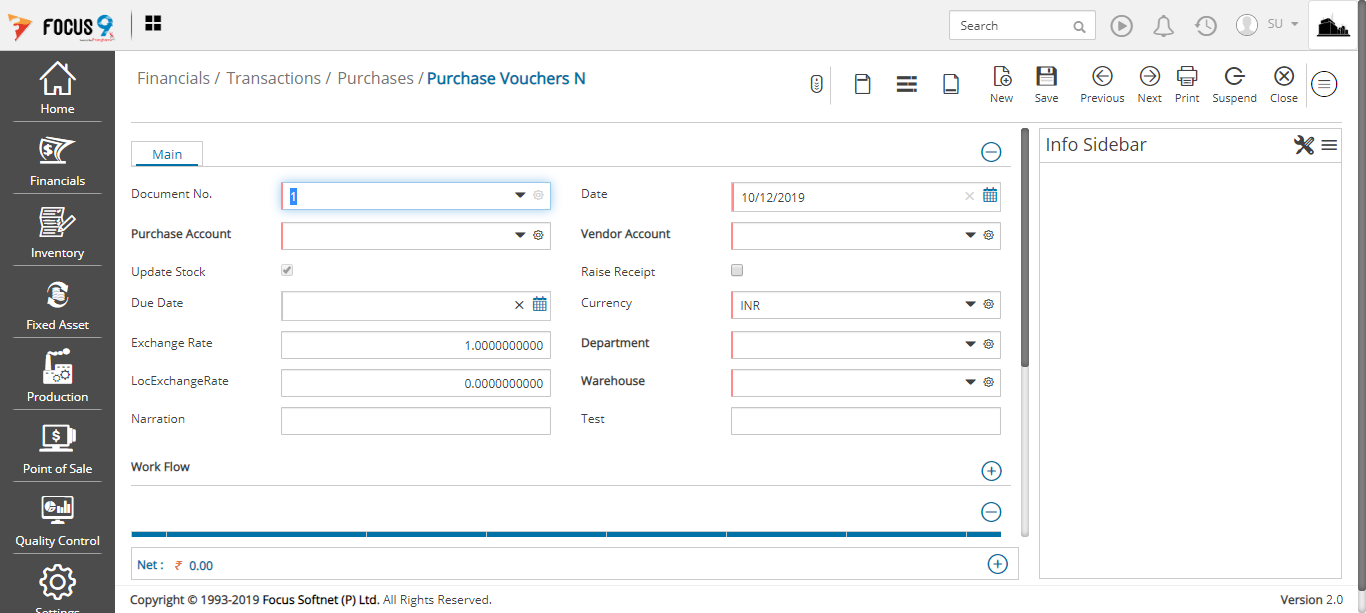 FOCUS 9
Search
SU
Home
Financials
Inventory
Fixed Asset
Production
Point of Sale
Quality Control
Settings
Financials / Transactions / Purchases / Purchase Vouchers N
New
Save
Previous
Next
Print
Suspend
Close
Main
Document No. 1
Date 10/12/2019
Purchase Account
Vendor Account
Update Stock
Raise Receipt
Due Date
Currency INR
Exchange Rate 1.0000000000
Department
LocExchangeRate 0.0000000000
Warehouse
Narration
Test
Work Flow
Net : ₹ 0.00
Info Sidebar
Copyright © 1993-2019 Focus Softnet (P) Ltd. All Rights Reserved.
Version 2.0